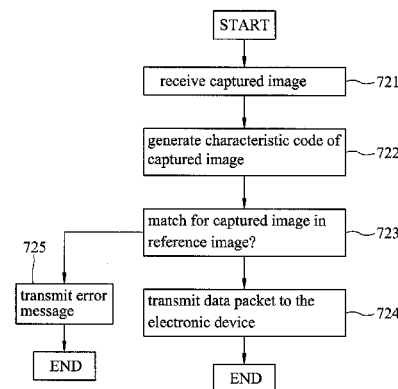 START
receive captured image
721
generate characteristic code of
captured image
722
match for captured image in
reference image?
723
725
transmit error
message
transmit data packet to the
electronic device
724
END
END